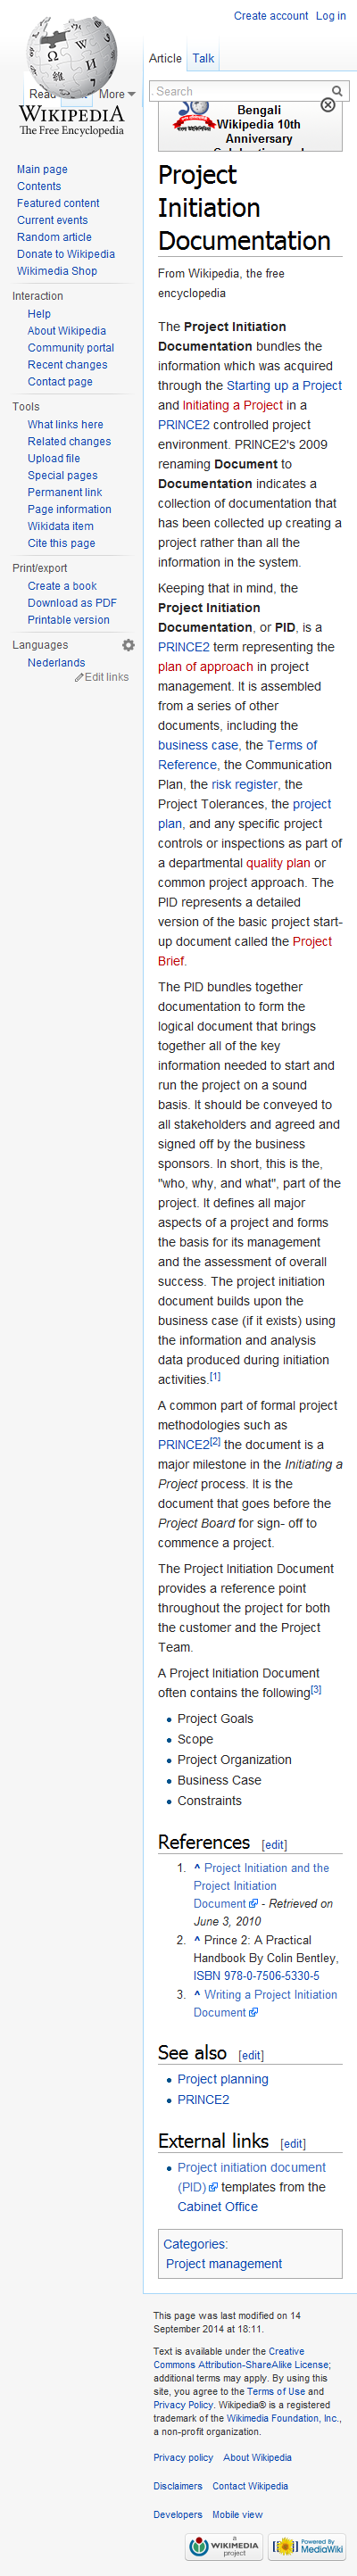 Create account Log in
Article Talk
Read
More
Search
WIKIPEDIA
The Free Encyclopedia
Main page
Contents
Featured content
Current events
Random article
Donate to Wikipedia
Wikimedia Shop
Interaction
Help
About Wikipedia
Community portal
Recent changes
Contact page
Tools
What links here
Related changes
Upload file
Special pages
Permanent link
Page information
Wikidata item
Cite this page
Print/export
Create a book
Download as PDF
Printable version
Languages
Nederlands
Edit links
Bengali
Wikipedia 10th
Anniversary
Project
Initiation
Documentation
From Wikipedia, the free
encyclopedia
The Project Initiation
Documentation bundles the
information which was acquired
through the Starting up a Project
and Initiating a Project in a
PRINCE2 controlled project
environment. PRINCE2's 2009
renaming Document to
Documentation indicates a
collection of documentation that
has been collected up creating a
project rather than all the
information in the system.
Keeping that in mind, the
Project Initiation
Documentation, or PID, is a
PRINCE2 term representing the
plan of approach in project
management. It is assembled
from a series of other
documents, including the
business case, the Terms of
Reference, the Communication
Plan, the risk register, the
Project Tolerances, the project
plan, and any specific project
controls or inspections as part of
a departmental quality plan or
common project approach. The
PID represents a detailed
version of the basic project start-
up document called the Project
Brief.
The PID bundles together
documentation to form the
logical document that brings
together all of the key
information needed to start and
run the project on a sound
basis. It should be conveyed to
all stakeholders and agreed and
signed off by the business
sponsors. In short, this is the,
"who, why, and what", part of the
project. It defines all major
aspects of a project and forms
the basis for its management
and the assessment of overall
success. The project initiation
document builds upon the
business case (if it exists) using
the information and analysis
data produced during initiation
activities.[1]
A common part of formal project
methodologies such as
PRINCE2[2] the document is a
major milestone in the Initiating a
Project process. It is the
document that goes before the
Project Board for sign- off to
commence a project.
The Project Initiation Document
provides a reference point
throughout the project for both
the customer and the Project
Team.
A Project Initiation Document
often contains the following[3]
• Project Goals
• Scope
• Project Organization
• Business Case
• Constraints
References [edit]
1. ^ Project Initiation and the
Project Initiation
Document - Retrieved on
June 3, 2010
2. ^ Prince 2: A Practical
Handbook By Colin Bentley,
ISBN 978-0-7506-5330-5
3. ^ Writing a Project Initiation
Document
See also [edit]
• Project planning
• PRINCE2
External links [edit]
• Project initiation document
(PID) templates from the
Cabinet Office
Categories:
Project management
This page was last modified on 14
September 2014 at 18:11.
Text is available under the Creative
Commons Attribution-ShareAlike License;
additional terms may apply. By using this
site, you agree to the Terms of Use and
Privacy Policy. Wikipedia® is a registered
trademark of the Wikimedia Foundation, Inc.,
a non-profit organization.
Privacy policy About Wikipedia
Disclaimers Contact Wikipedia
Developers Mobile view
a
WIKIMEDIA
project
Powered By
MediaWiki